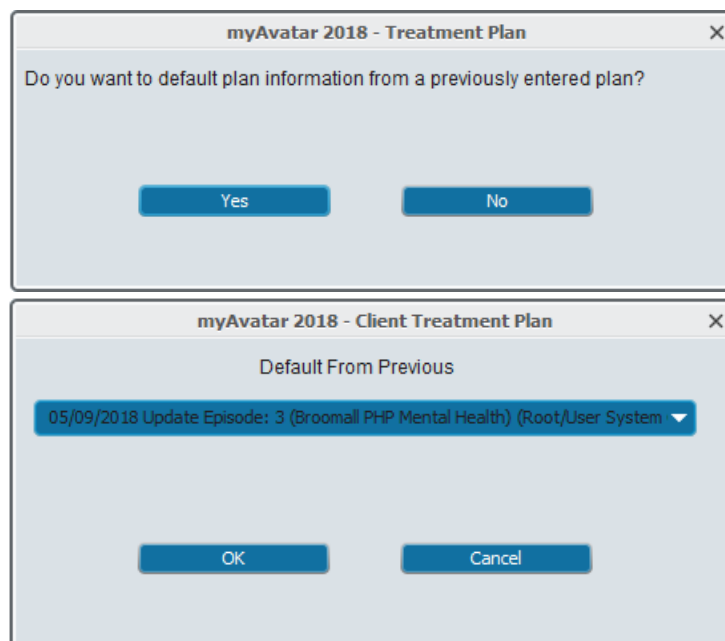 myAvatar 2018 - Treatment Plan
Do you want to default plan information from a previously entered plan?
Yes No
myAvatar 2018 - Client Treatment Plan
Default From Previous
05/09/2018 Update Episode: 3 (Broomall PHP Mental Health) (Root/User System
OK Cancel